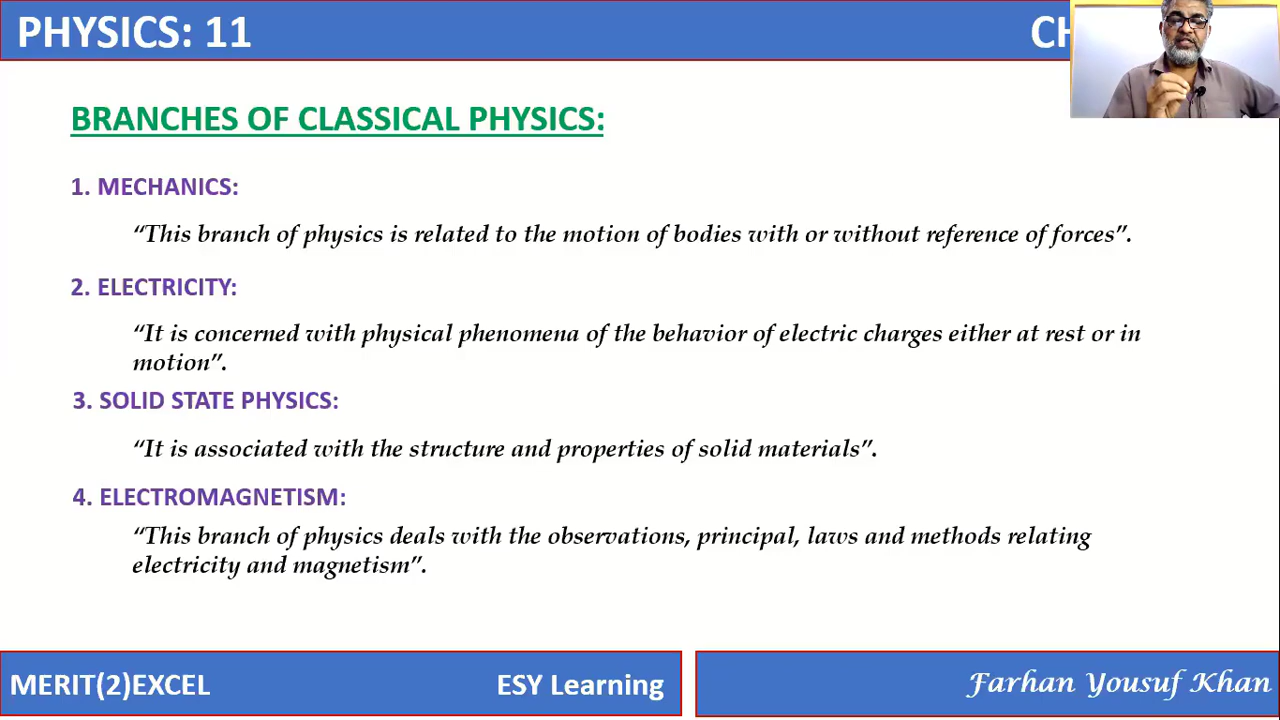 PHYSICS: 11
CH
BRANCHES OF CLASSICAL PHYSICS:
1. MECHANICS:
“This branch of physics is related to the motion of bodies with or without reference of forces”.
2. ELECTRICITY:
“It is concerned with physical phenomena of the behavior of electric charges either at rest or in
motion”.
3. SOLID STATE PHYSICS:
“It is associated with the structure and properties of solid materials”.
4. ELECTROMAGNETISM:
“This branch of physics deals with the observations, principal, laws and methods relating
electricity and magnetism”.
MERIT(2)EXCEL
ESY Learning
Farhan Yousuf Khan